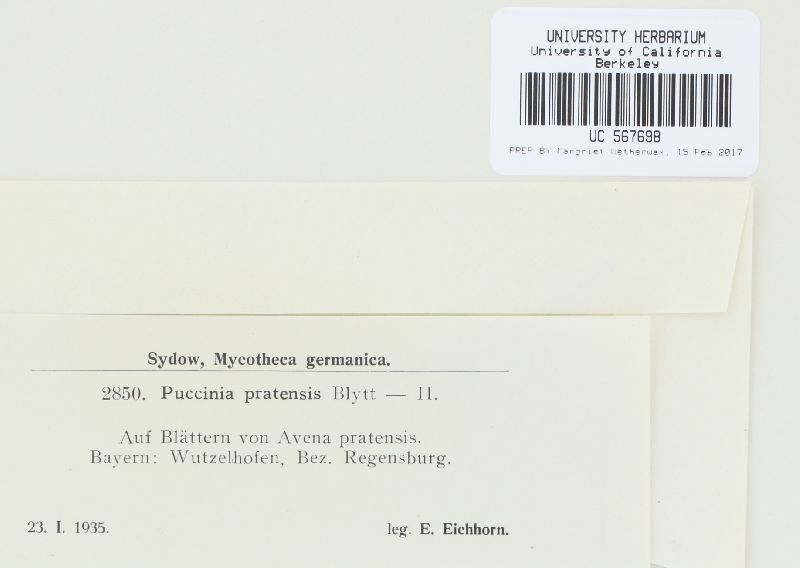 UNIVERSITY HERBARIUM
University of California
Berkeley
UC 567698
PREP BY Margriet Wetherwax, 15 Feb 2017
Sydow, Mycotheca germanica.
2850. Puccinia pratensis Blytt — II.
Auf Blättern von Avena pratensis.
Bayern: Wutzelhofen, Bez. Regensburg.
23. I. 1935.
leg. E. Eichhorn.